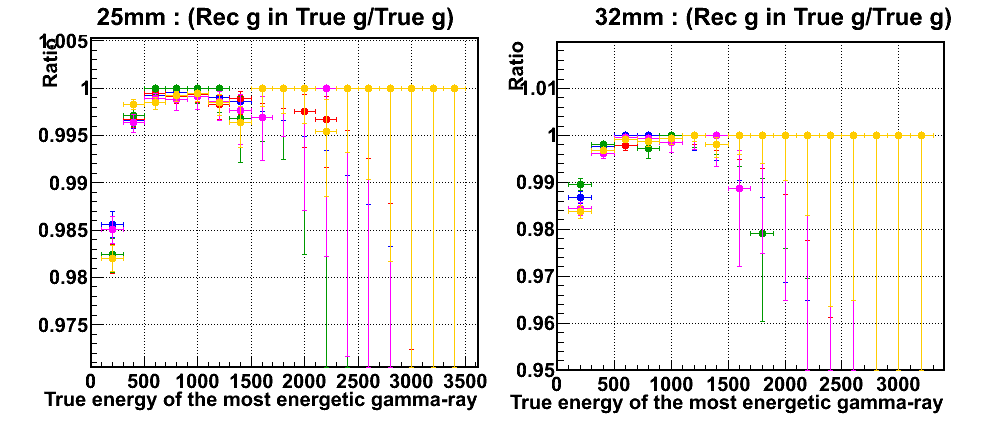 25mm : (Rec g in True g/True g)
Ratio
1.005
1
0.995
0.99
0.985
0.98
0.975
0 500 1000 1500 2000 2500 3000 3500
True energy of the most energetic gamma-ray
32mm : (Rec g in True g/True g)
Ratio
1.01
1
0.99
0.98
0.97
0.96
0.95
0 500 1000 1500 2000 2500 3000
True energy of the most energetic gamma-ray